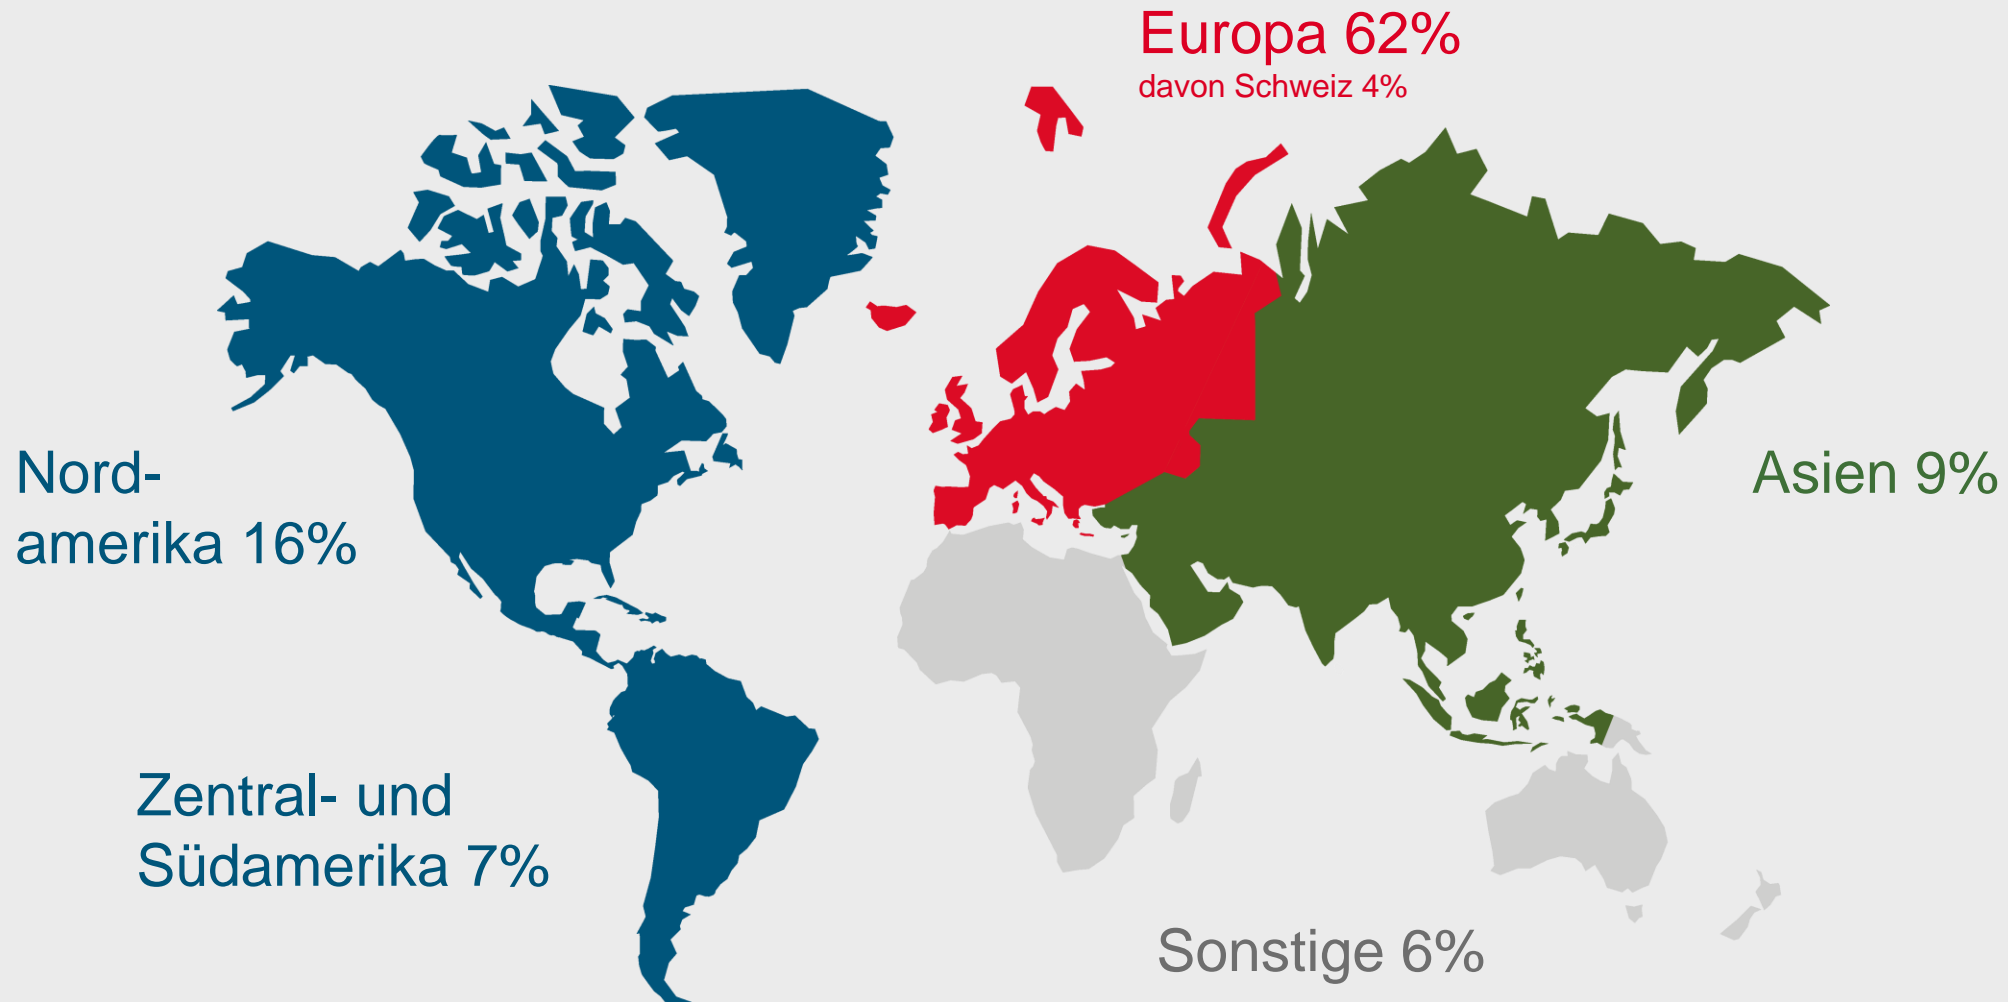 Europa 62%
davon Schweiz 4%
Nord-
amerika 16%
Asien 9%
Zentral- und
Südamerika 7%
Sonstige 6%